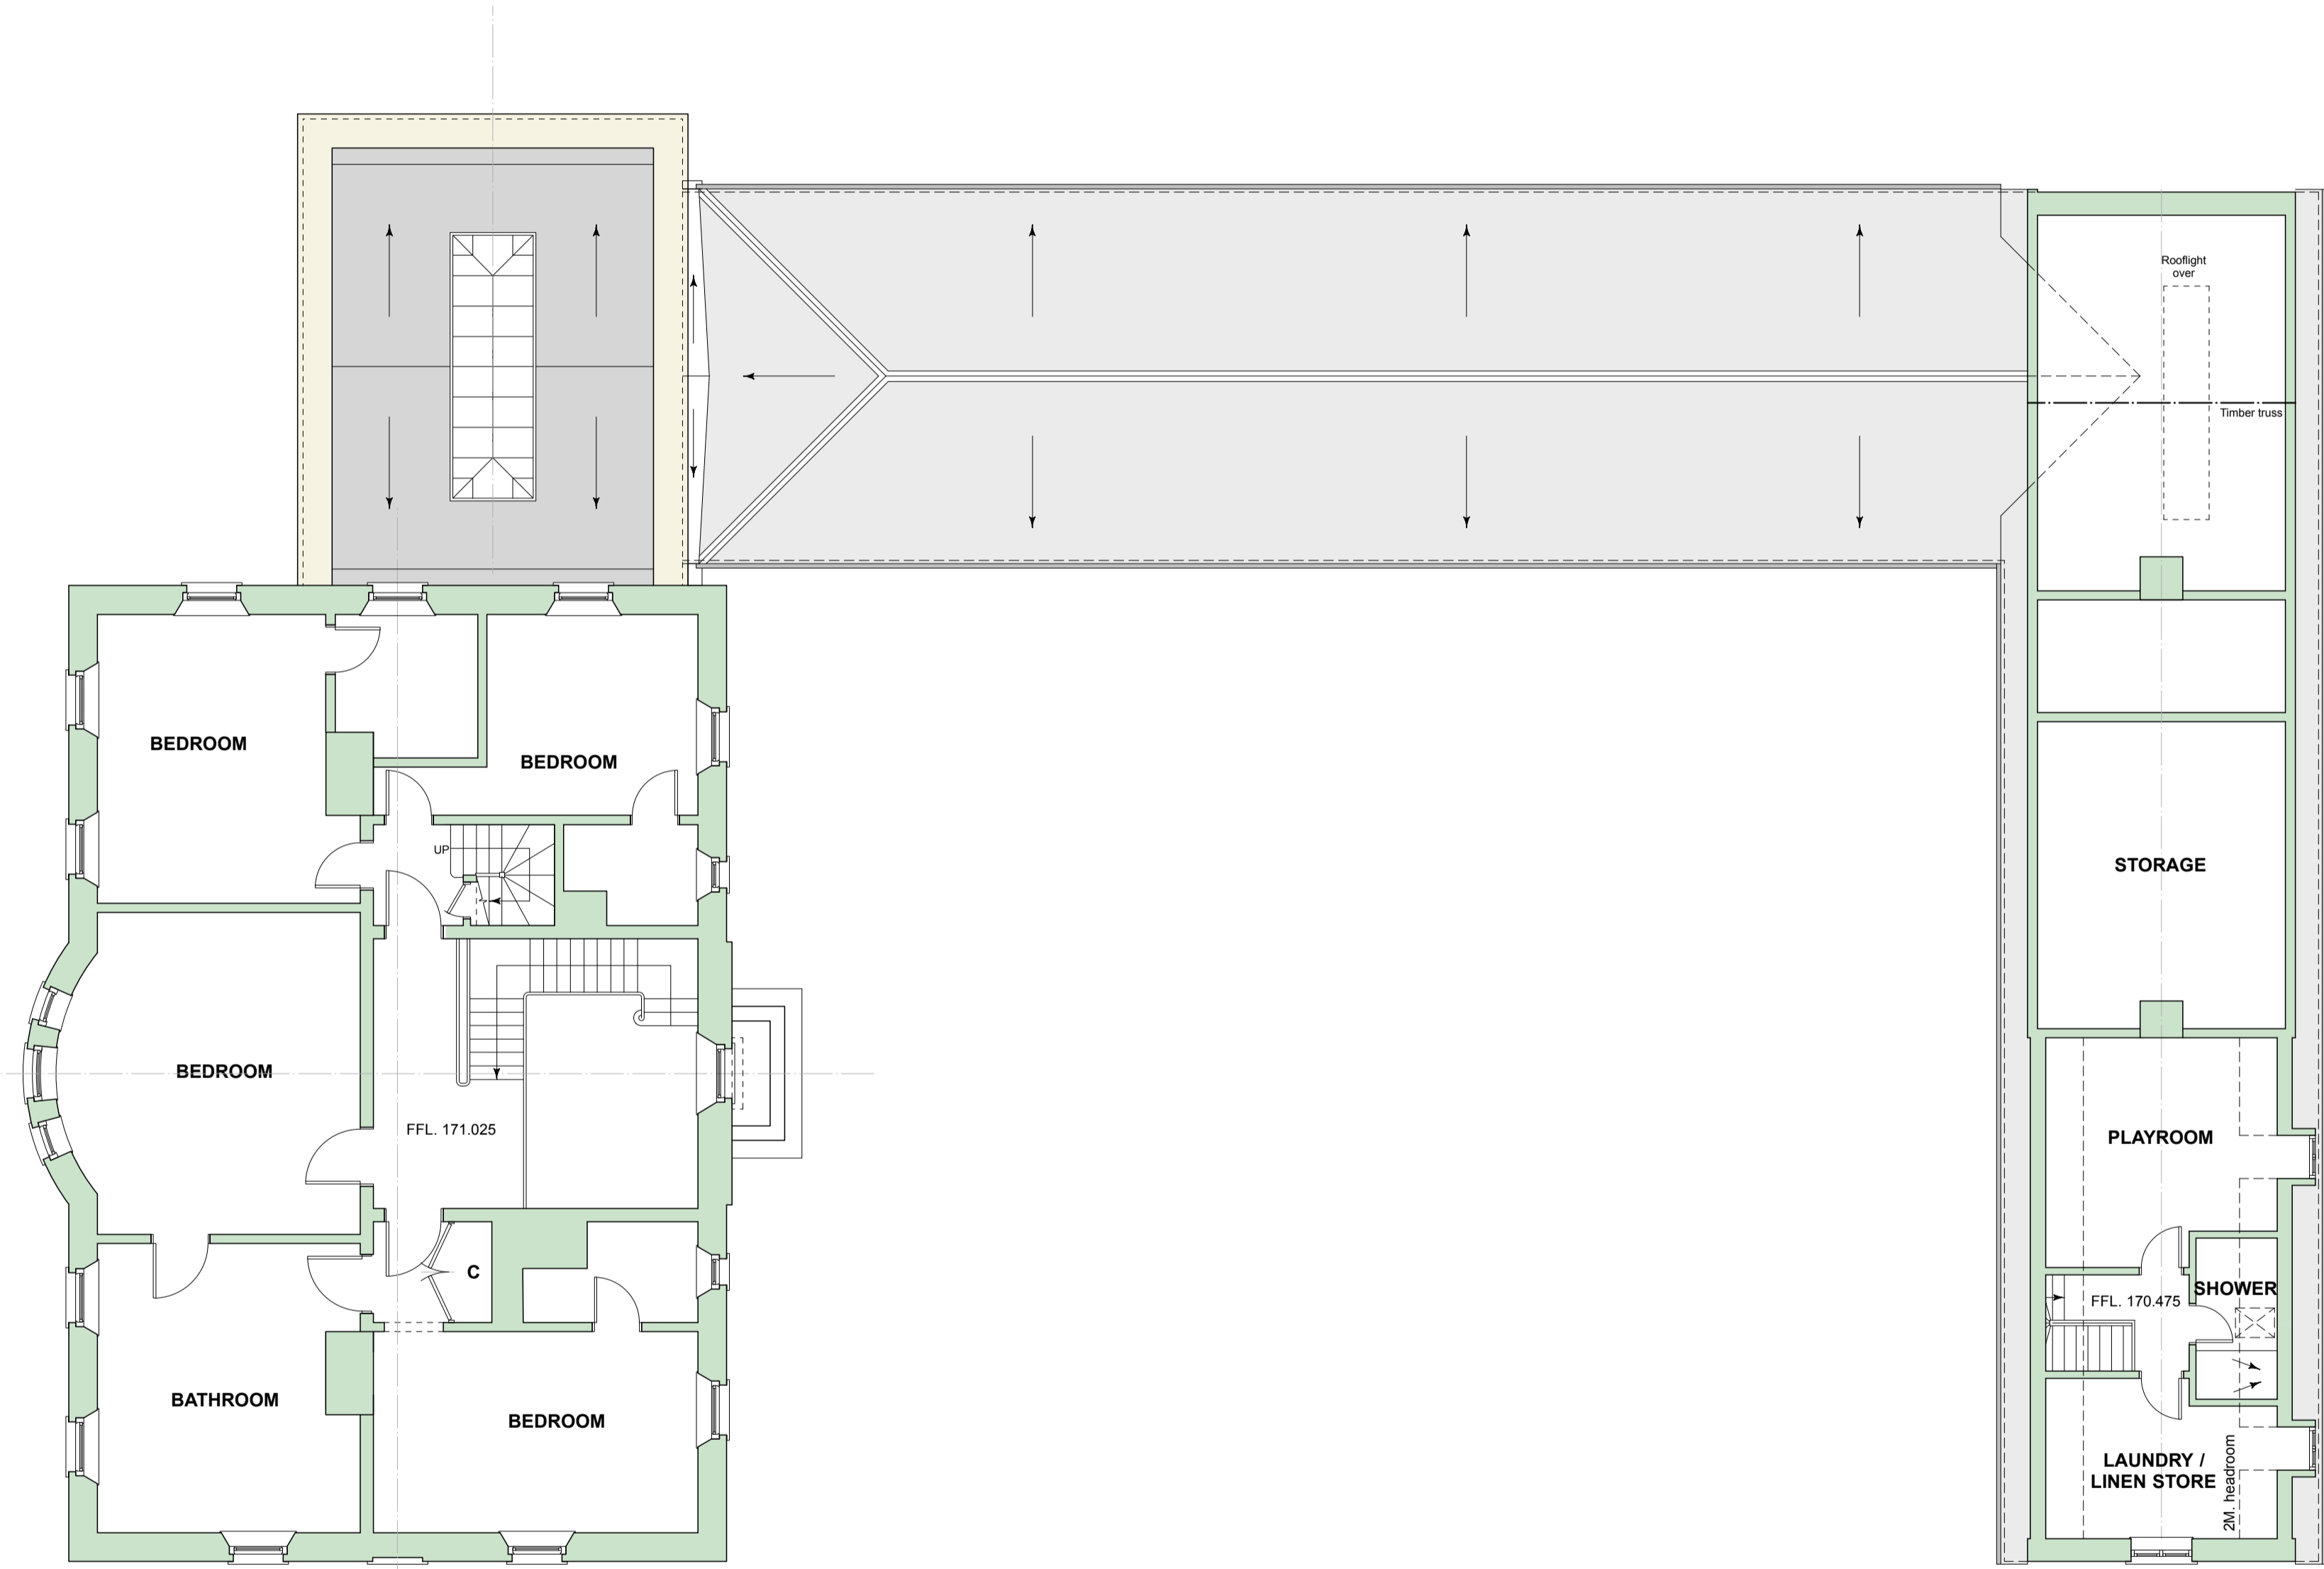 Rooflight
over
Timber truss
BEDROOM
BEDROOM
UP
STORAGE
BEDROOM
FFL. 171.025
PLAYROOM
C
SHOWER
FFL. 170.475
BATHROOM
BEDROOM
LAUNDRY /
LINEN STORE
2M. headroom